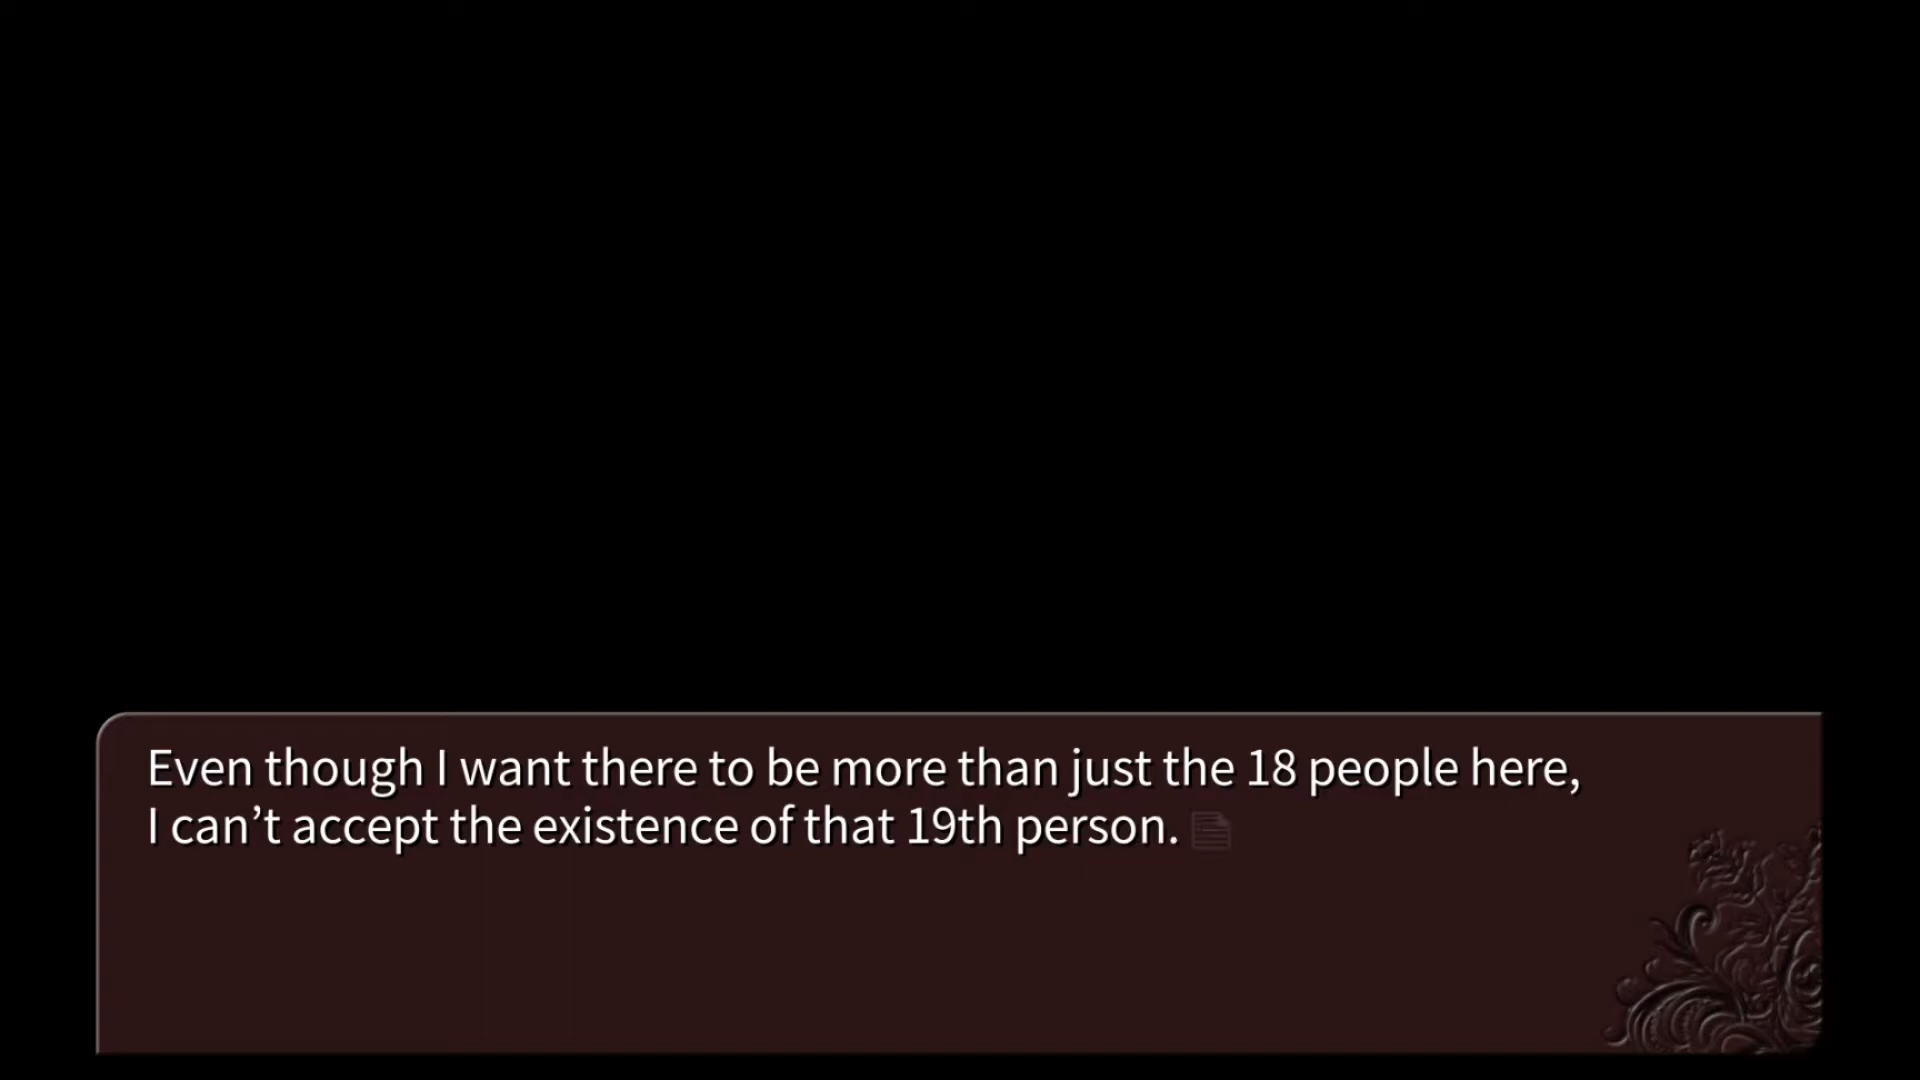 Even though I want there to be more than just the 18 people here,
I can’t accept the existence of that 19th person.